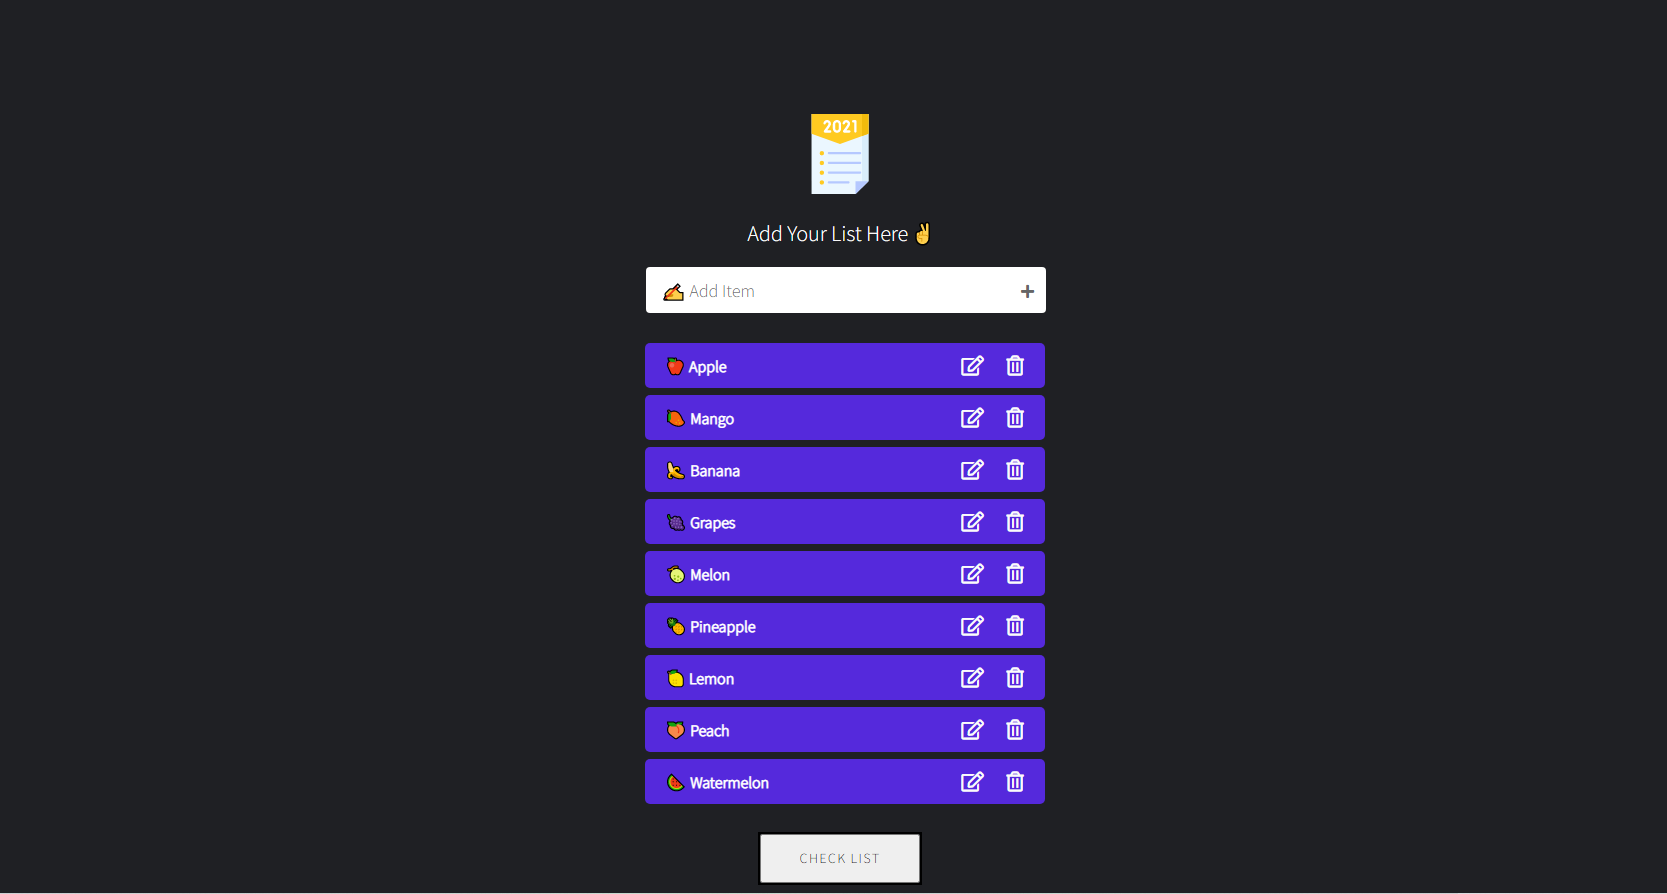 2021
Add Your List Here ✌
✍ Add Item
🍎 Apple
🥭 Mango
🍌 Banana
🍇 Grapes
🍈 Melon
🍍 Pineapple
🍋 Lemon
🍑 Peach
🍉 Watermelon
CHECK LIST